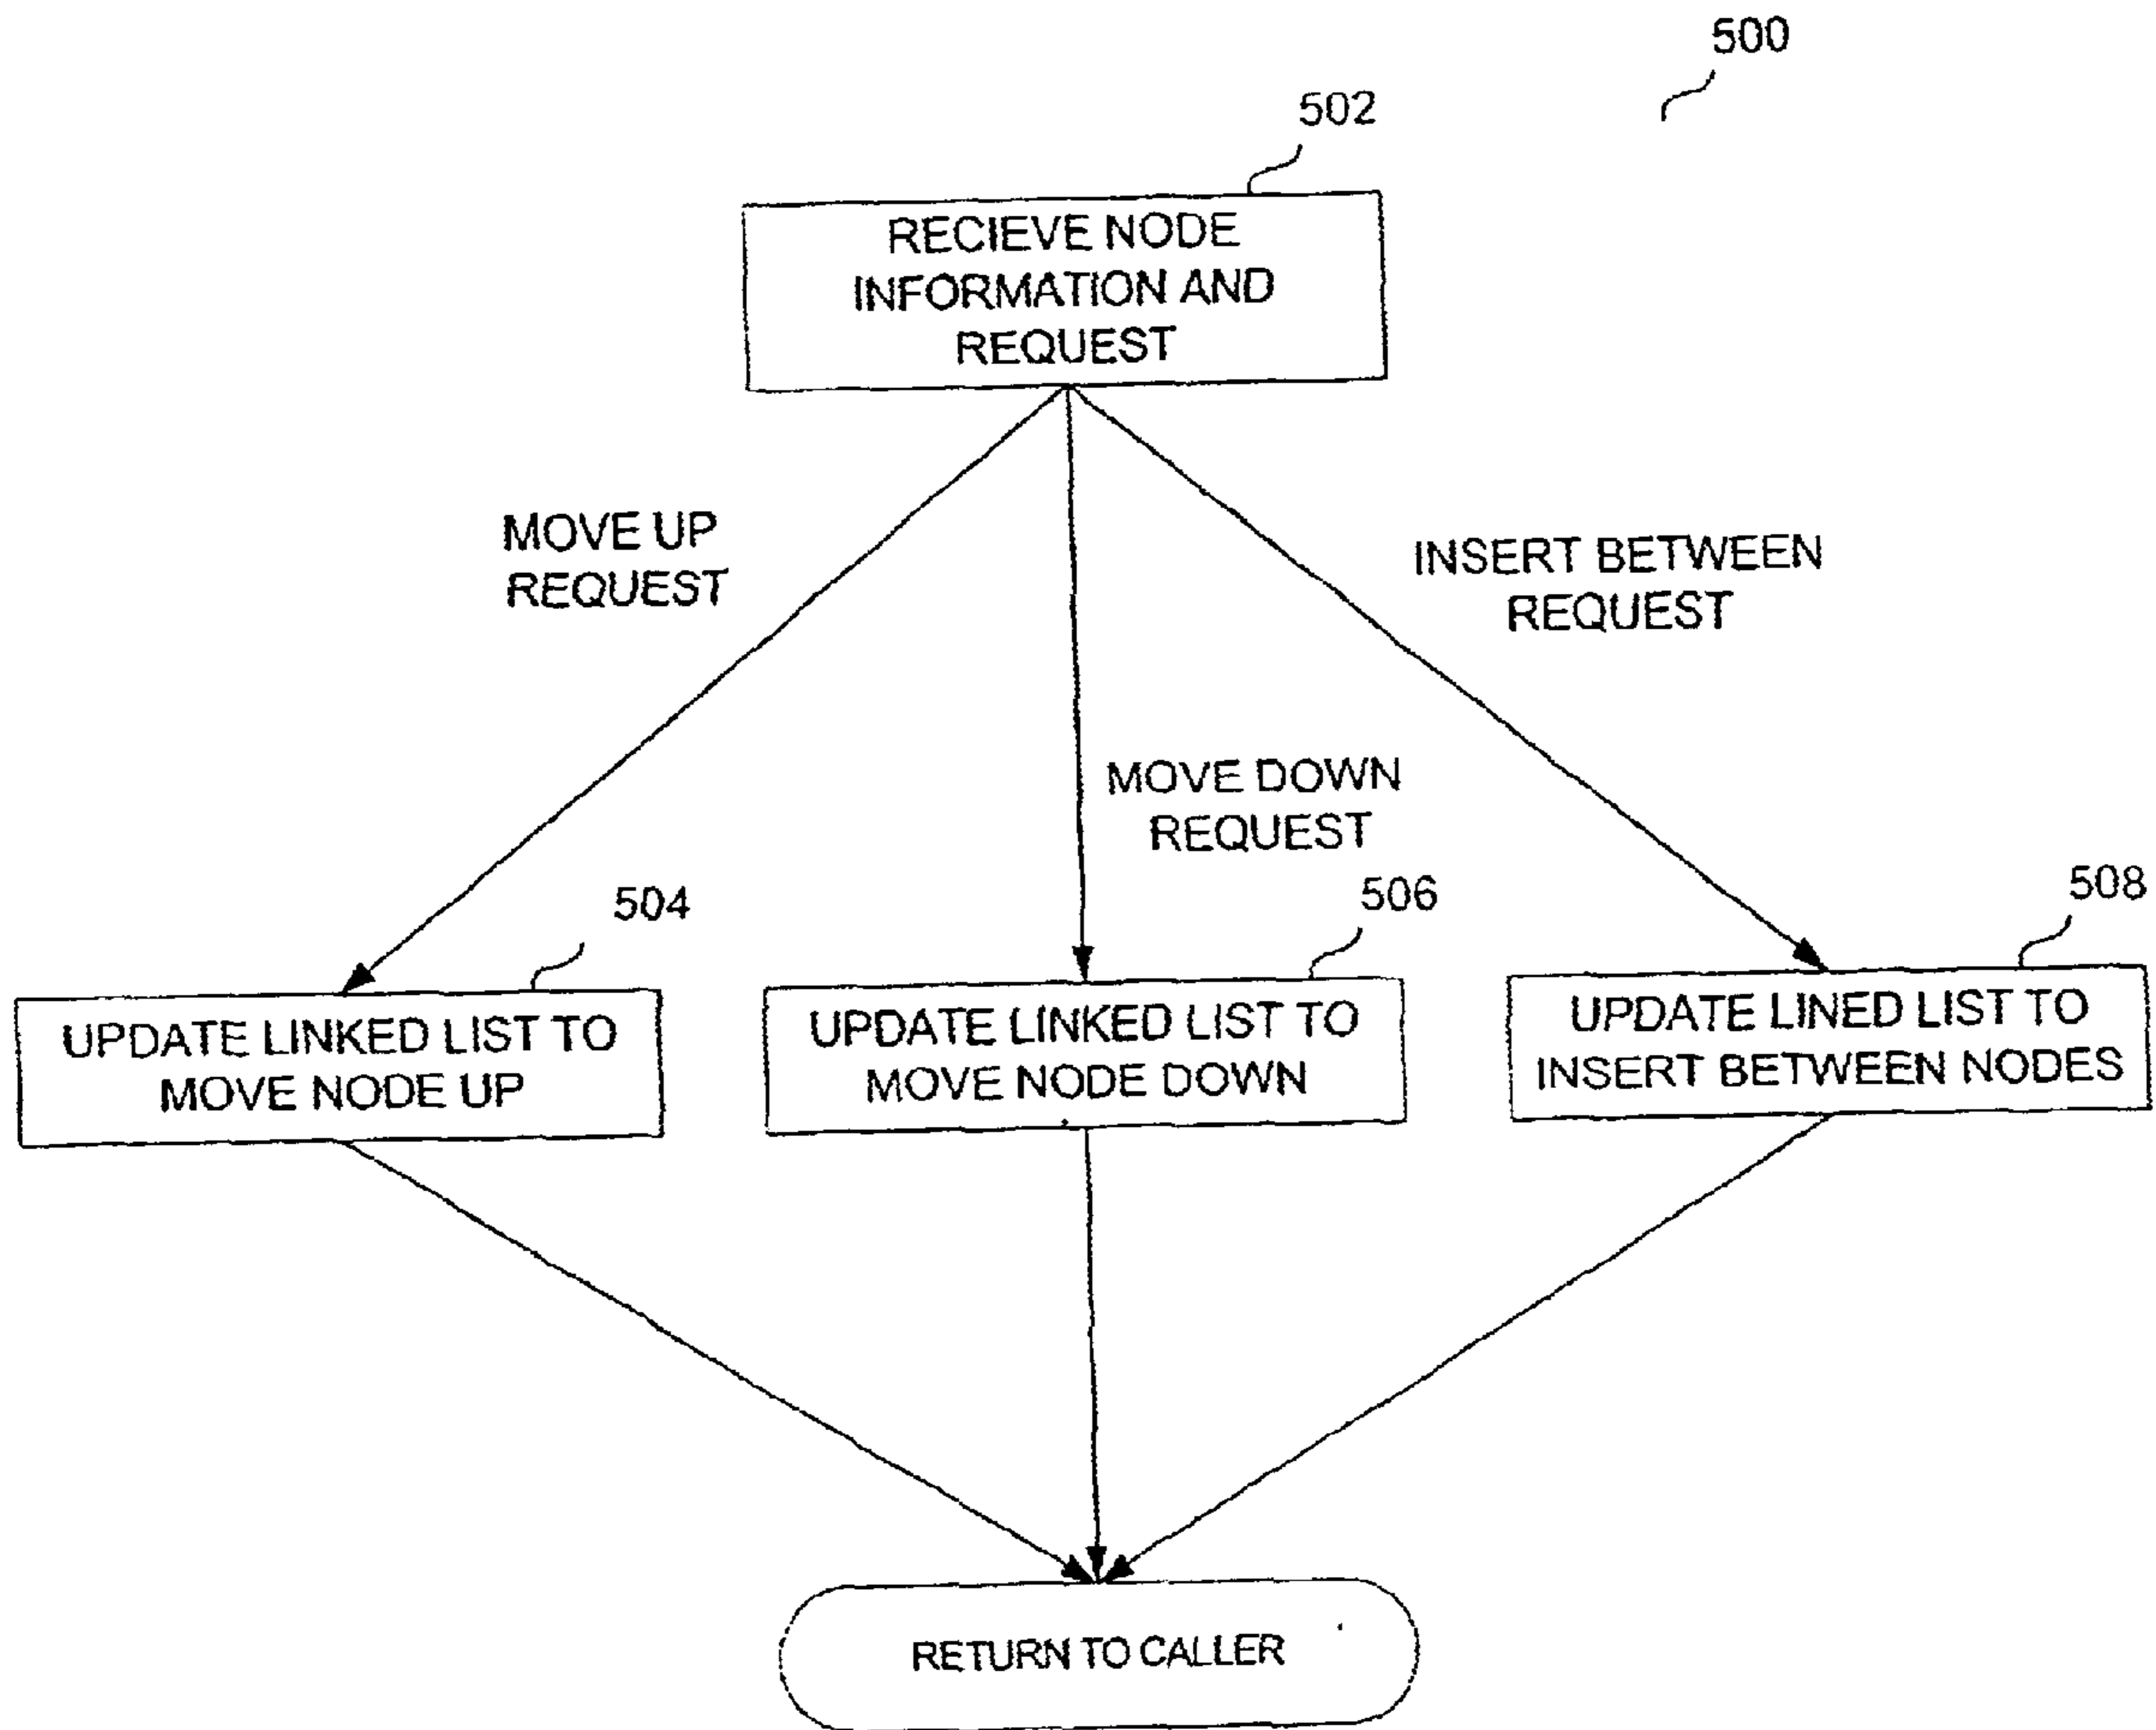 500
502
RECIEVE NODE
INFORMATION AND
REQUEST
MOVE UP
REQUEST
INSERT BETWEEN
REQUEST
MOVE DOWN
REQUEST
504
506
508
UPDATE LINKED LIST TO
MOVE NODE UP
UPDATE LINKED LIST TO
MOVE NODE DOWN
UPDATE LINED LIST TO
INSERT BETWEEN NODES
RETURN TO CALLER